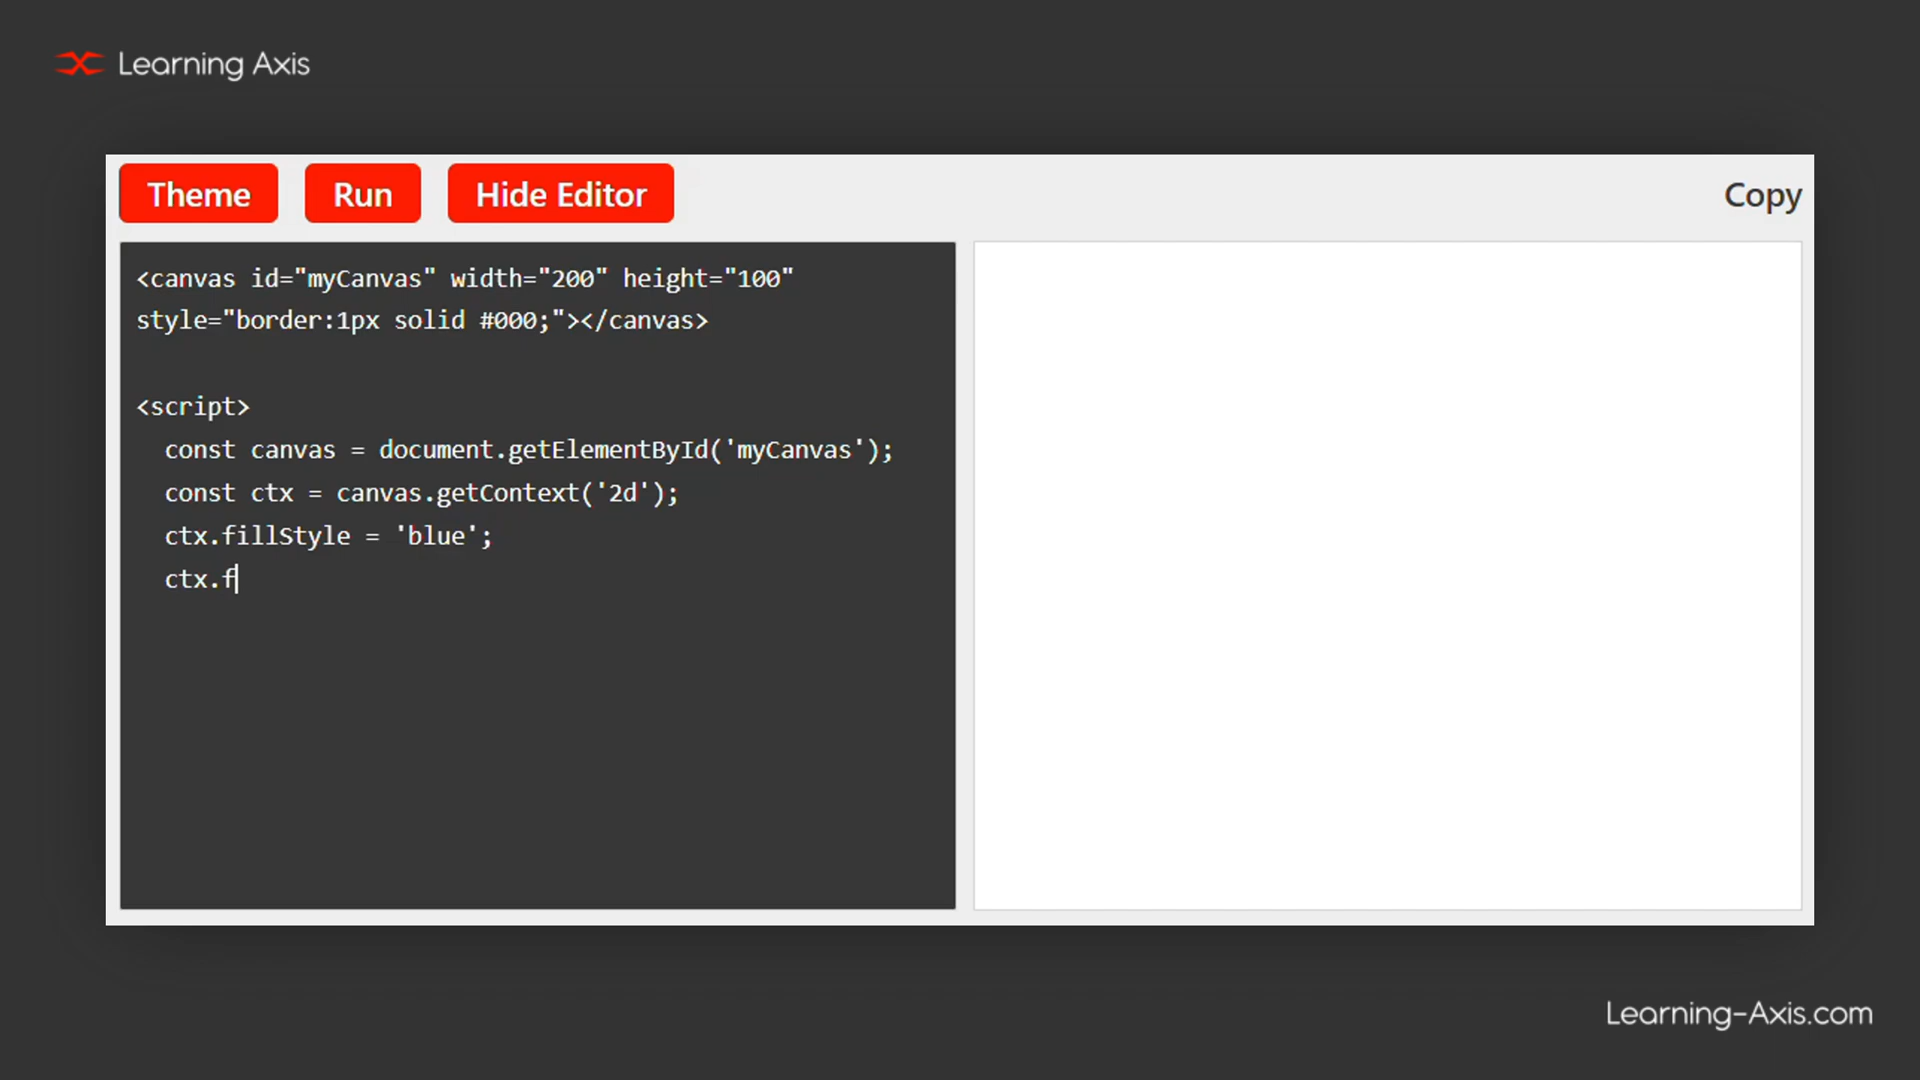 Learning Axis
Theme
Run
Hide Editor
Copy
<canvas id="myCanvas" width="200" height="100"
style="border:1px solid #000;"></canvas>
<script>
const canvas = document.getElementById('myCanvas');
const ctx = canvas.getContext('2d');
ctx.fillStyle = 'blue';
ctx.f
Learning-Axis.com